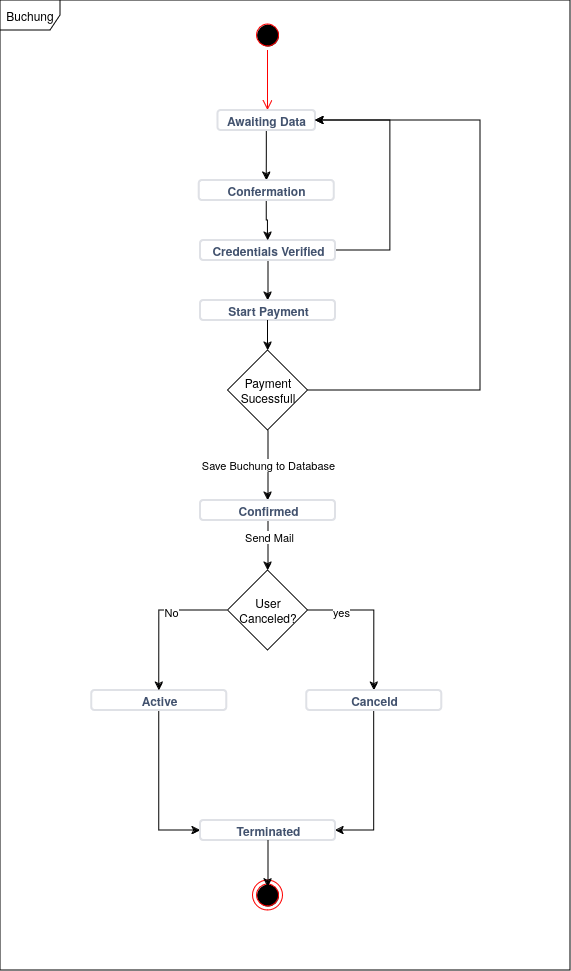 Buchung
Awaiting Data
Confermation
Credentials Verified
Start Payment
Payment
Sucessfull
Save Buchung to Database
Confirmed
Send Mail
User
Canceled?
No
yes
Active
Canceld
Terminated